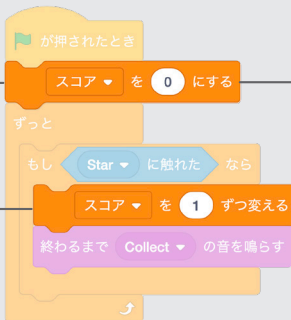 が押されたとき
スコア を 0 にする
ずっと
もし Star に触れた なら
スコア を 1 ずつ変える
終わるまで Collect の音を鳴らす